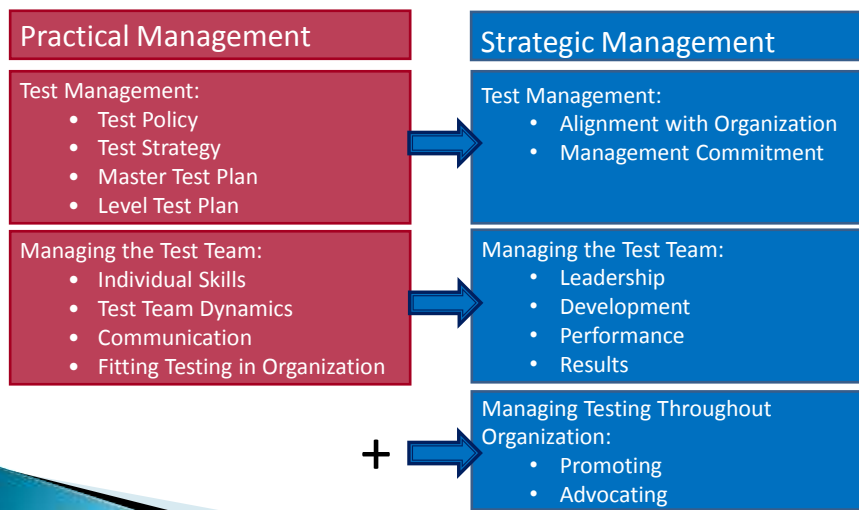 Practical Management
Test Management:
• Test Policy
• Test Strategy
• Master Test Plan
• Level Test Plan
Managing the Test Team:
• Individual Skills
• Test Team Dynamics
• Communication
• Fitting Testing in Organization
Strategic Management
Test Management:
• Alignment with Organization
• Management Commitment
Managing the Test Team:
• Leadership
• Development
• Performance
• Results
+
Managing Testing Throughout
Organization:
• Promoting
• Advocating